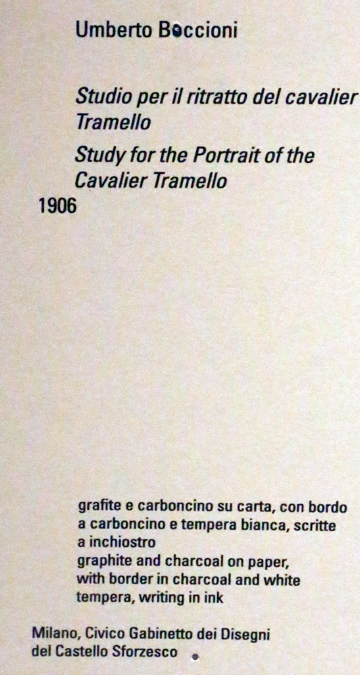 Umberto Boccioni
Studio per il ritratto del cavalier
Tramello
Study for the Portrait of the
Cavalier Tramello
1906
grafite e carboncino su carta, con bordo
a carboncino e tempera bianca, scritte
a inchiostro
graphite and charcoal on paper,
with border in charcoal and white
tempera, writing in ink
Milano, Civico Gabinetto dei Disegni
del Castello Sforzesco